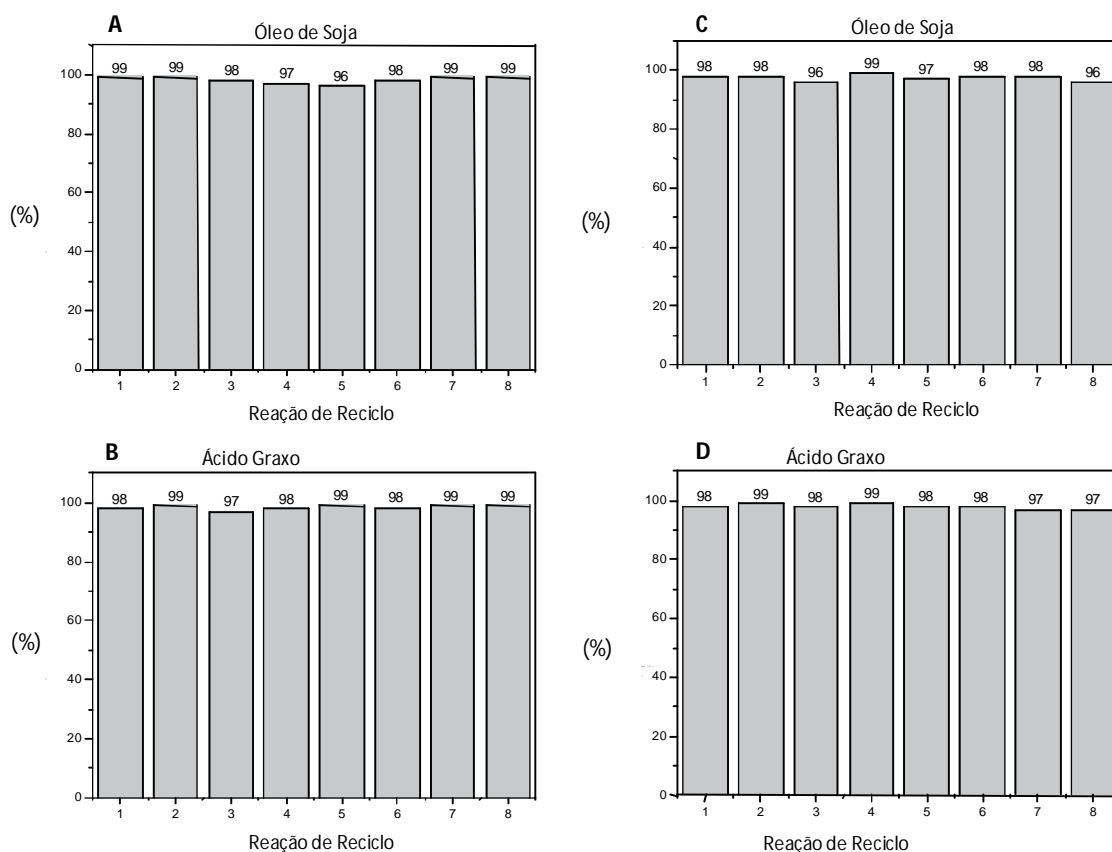 A
Óleo de Soja
99 99 98 97 96 98 99 99
100
80
60
40
20
0
(%)
1 2 3 4 5 6 7 8
Reação de Reciclo
C
Óleo de Soja
98 98 96 99 97 98 98 96
100
80
60
40
20
0
(%)
1 2 3 4 5 6 7 8
Reação de Reciclo
B
Ácido Graxo
98 99 97 98 99 98 99 99
100
80
60
40
20
0
(%)
1 2 3 4 5 6 7 8
Reação de Reciclo
D
Ácido Graxo
98 99 98 99 98 98 97 97
100
80
60
40
20
0
(%)
1 2 3 4 5 6 7 8
Reação de Reciclo